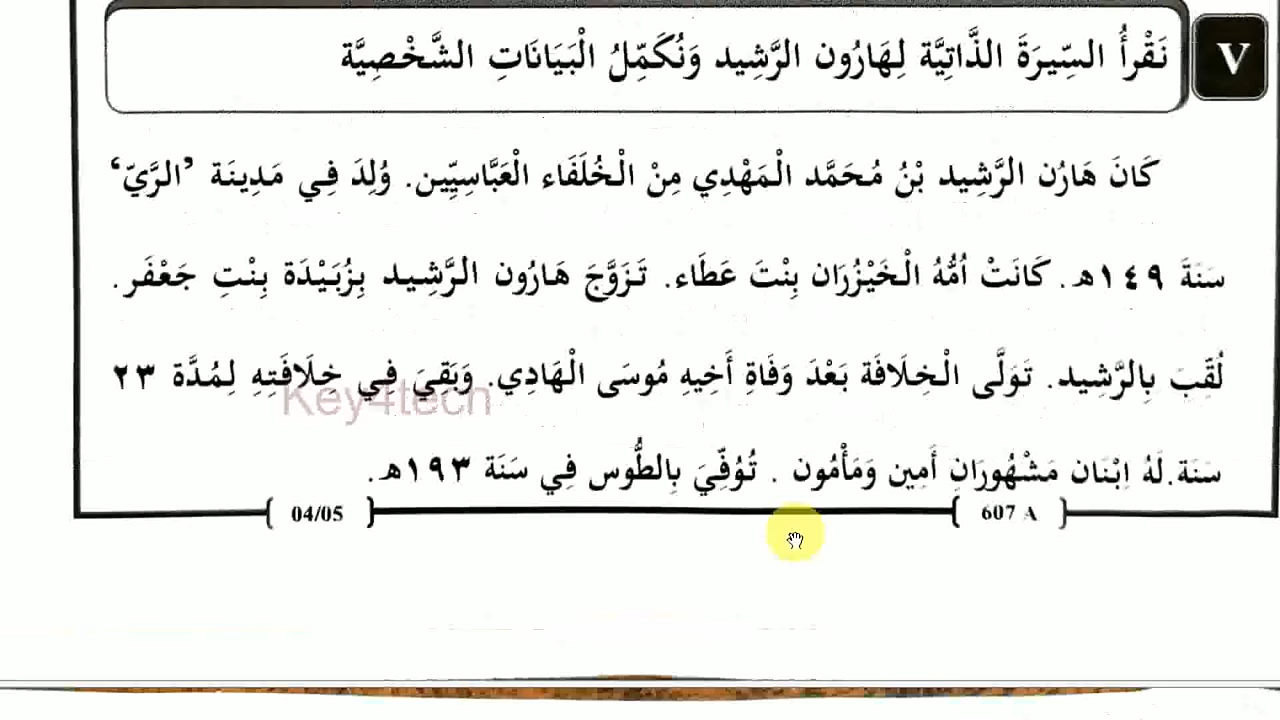 V
نَقْرأُ السِّيرَةَ الذَّاتِيَّة لِهَارُون الرَّشِيد وَنُكَمِّلُ الْبَيَانَاتِ الشَّخْصِيَّة
كَانَ هَارُن الرَّشِيد بْنُ مُحَمَّد الْمَهْدِي مِنْ الْخُلَفَاء الْعَبَّاسِيِّين. وُلِدَ فِي مَدِينَة ’الرَّيّ‘
سَنَةَ ١٤٩هـ. كَانَتْ اُمُّهُ الْخَيْزُرَان بِنْتَ عَطَاء. تَزَوَّجَ هَارُون الرَّشِيد بِزُبَيْدَة بِنْتِ جَعْفَر.
لُقِّبَ بِالرَّشِيد. تَوَلَّى الْخِلَافَة بَعْدَ وَفَاةِ أَخِيهِ مُوسَى الْهَادِي. وَبَقِيَ فِي خِلَافَتِهِ لِمُدَّة ٢٣
Key4tech
سَنَة. لَهُ اِبْنَان مَشْهُورَانِ أَمِين وَمَأْمُون . تُوُفِّيَ بِالطُّوس فِي سَنَة ١٩٣هـ.
04/05
607 A